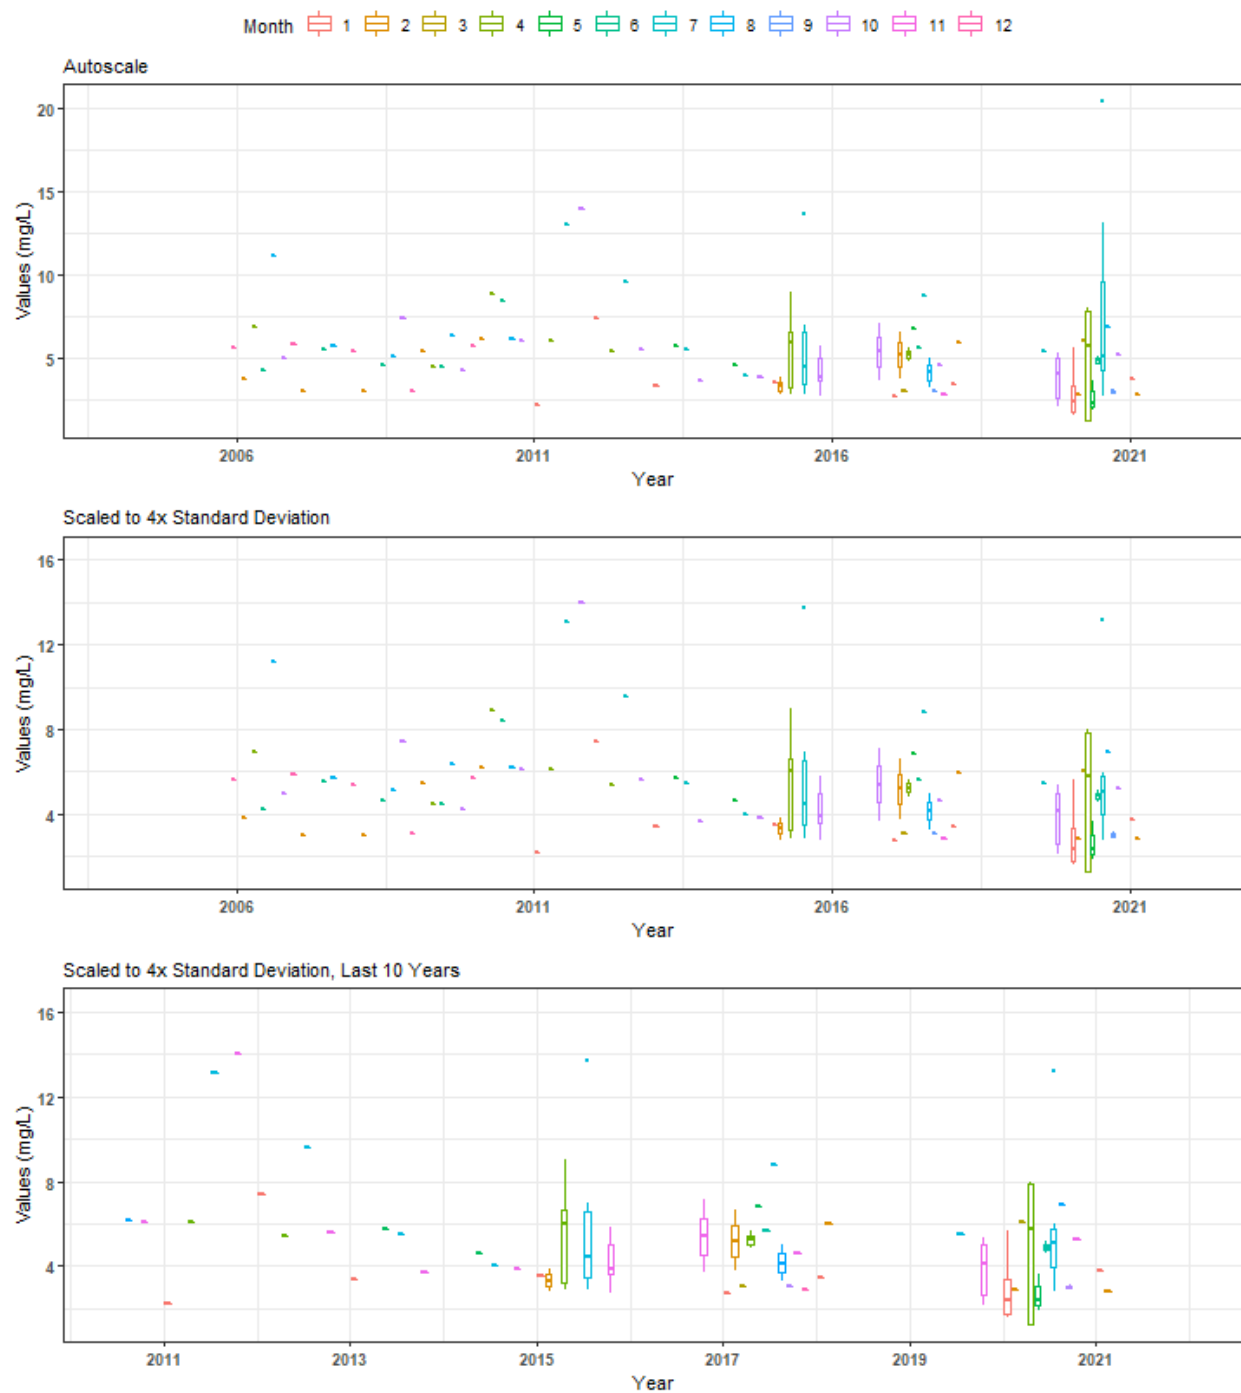 Month 1 2 3 4 5 6 7 8 9 10 11 12
Autoscale
20
15
10
5
Values (mg/L)
2006 2011 2016 2021
Year
Scaled to 4x Standard Deviation
16
12
8
4
Values (mg/L)
2006 2011 2016 2021
Year
Scaled to 4x Standard Deviation, Last 10 Years
16
12
8
4
Values (mg/L)
2011 2013 2015 2017 2019 2021
Year